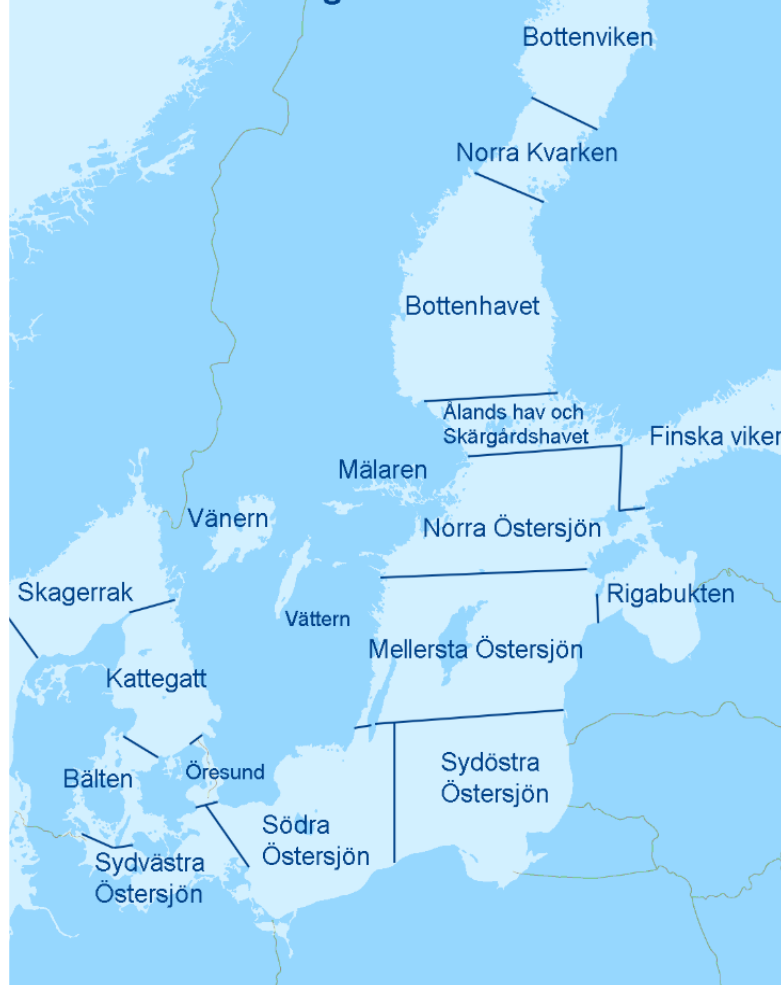 Bottenviken
Norra Kvarken
Bottenhavet
Ålands hav och
Skärgårdshavet
Finska viken
Mälaren
Vänern
Norra Östersjön
Skagerrak
Vättern
Rigabukten
Mellersta Östersjön
Kattegatt
Bälten
Öresund
Sydöstra
Östersjön
Södra
Östersjön
Sydvästra
Östersjön